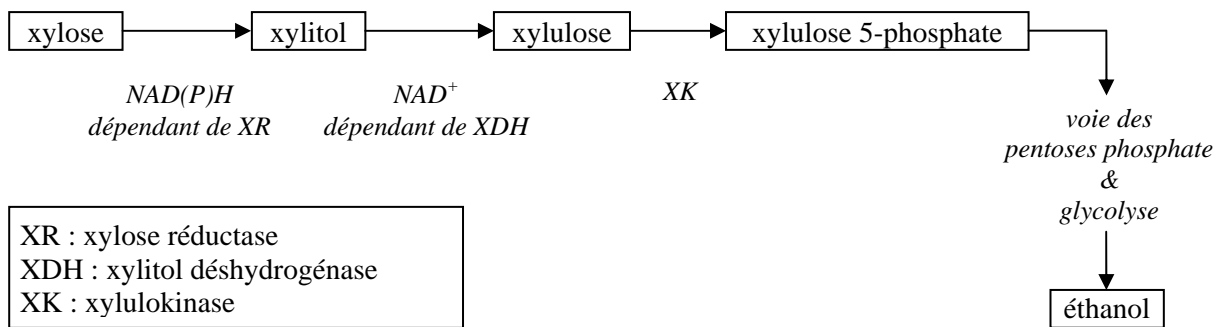 xylose
xylitol
xylulose
xylulose 5-phosphate
NAD(P)H
dépendant de XR
NAD+
dépendant de XDH
XK
voie des
pentoses phosphate
&
glycolyse
XR : xylose réductase
XDH : xylitol déshydrogénase
XK : xylulokinase
éthanol